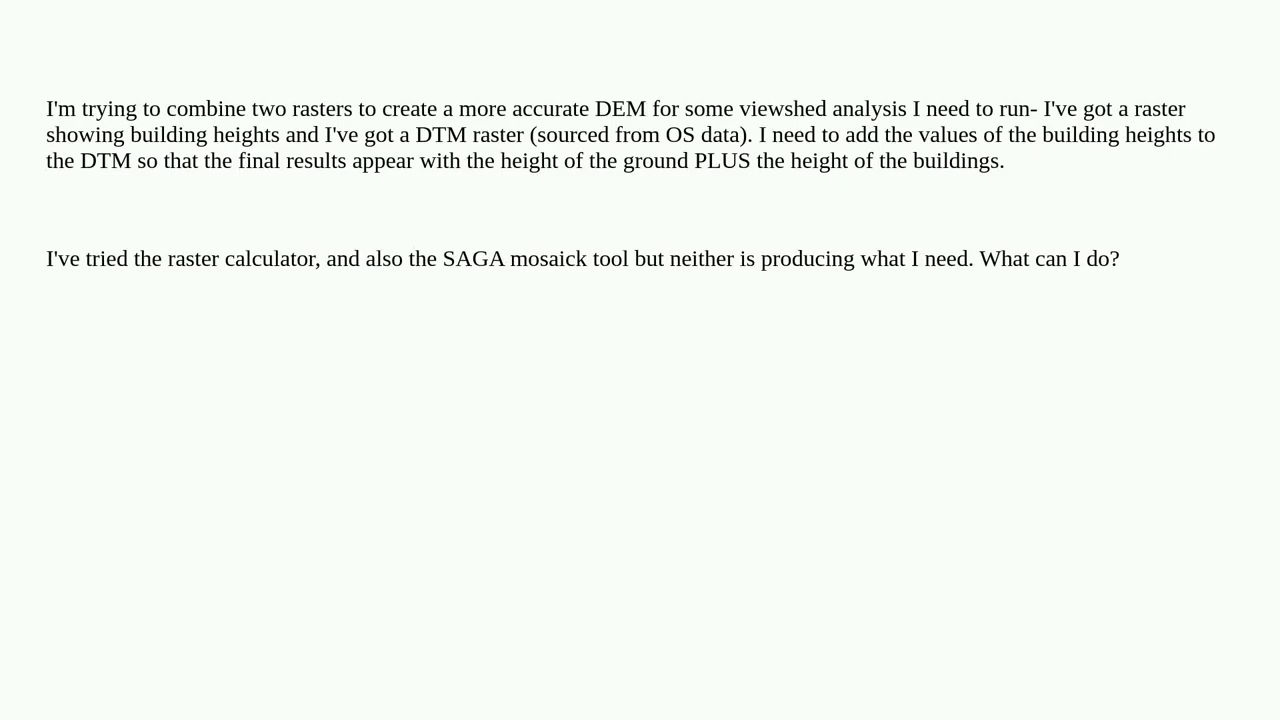 I'm trying to combine two rasters to create a more accurate DEM for some viewshed analysis I need to run- I've got a raster
showing building heights and I've got a DTM raster (sourced from OS data). I need to add the values of the building heights to
the DTM so that the final results appear with the height of the ground PLUS the height of the buildings.
I've tried the raster calculator, and also the SAGA mosaick tool but neither is producing what I need. What can I do?